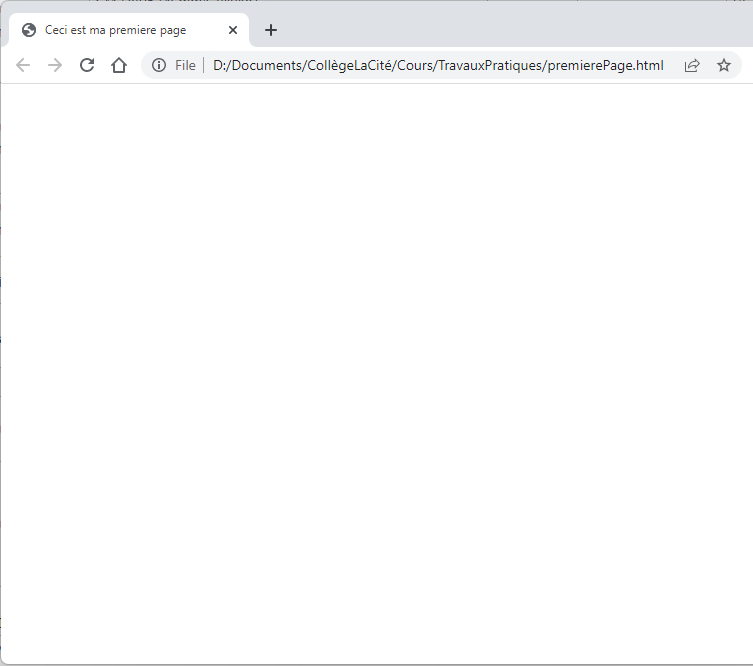 Ceci est ma premiere page
File D:/Documents/CollègeLaCité/Cours/TravauxPratiques/premierePage.html